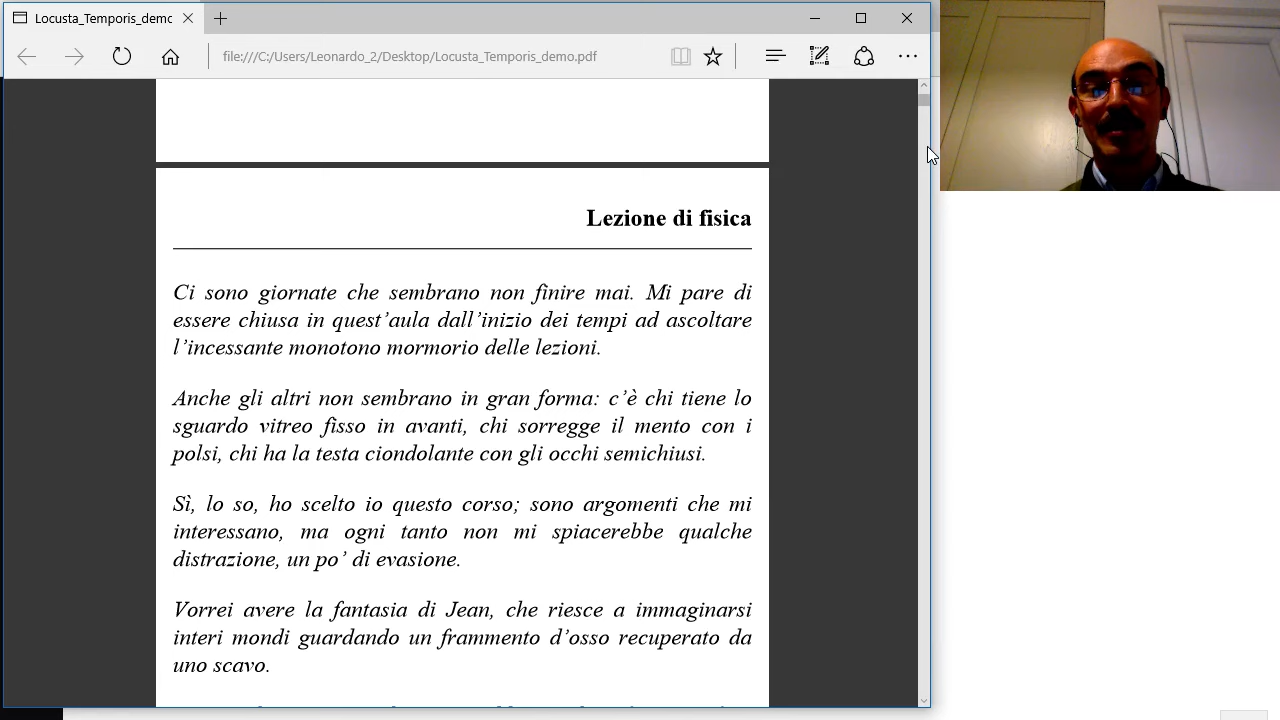 Locusta_Temporis_demo
file:///C:/Users/Leonardo_2/Desktop/Locusta_Temporis_demo.pdf
Lezione di fisica
Ci sono giornate che sembrano non finire mai. Mi pare di
essere chiusa in quest’aula dall’inizio dei tempi ad ascoltare
l’incessante monotono mormorio delle lezioni.
Anche gli altri non sembrano in gran forma: c’è chi tiene lo
sguardo vitreo fisso in avanti, chi sorregge il mento con i
polsi, chi ha la testa ciondolante con gli occhi semichiusi.
Sì, lo so, ho scelto io questo corso; sono argomenti che mi
interessano, ma ogni tanto non mi spiacerebbe qualche
distrazione, un po’ di evasione.
Vorrei avere la fantasia di Jean, che riesce a immaginarsi
interi mondi guardando un frammento d’osso recuperato da
uno scavo.